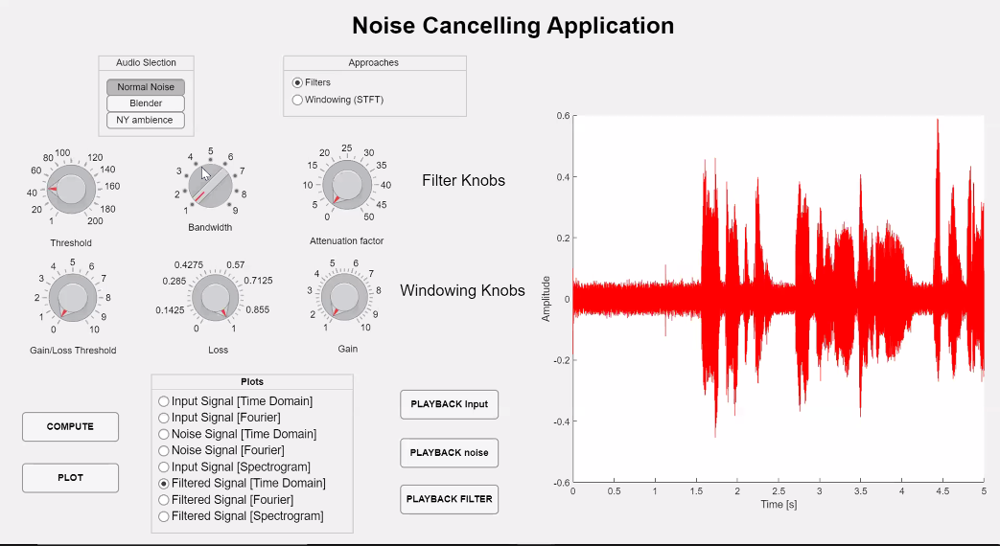 Noise Cancelling Application
Audio Slection
Normal Noise
Blender
NY ambience
Approaches
Filters
Windowing (STFT)
1 20 40 60 80 100 120 140 160 180 200
Threshold
1 2 3 4 5 6 7 8 9
Bandwidth
0 5 10 15 20 25 30 35 40 45 50
Attenuation factor
Filter Knobs
0 1 2 3 4 5 6 7 8 9 10
Gain/Loss Threshold
0 0.1425 0.285 0.4275 0.57 0.7125 0.855 1
Loss
1 2 3 4 5 6 7 8 9 10
Gain
Windowing Knobs
COMPUTE
PLOT
Plots
Input Signal [Time Domain]
Input Signal [Fourier]
Noise Signal [Time Domain]
Noise Signal [Fourier]
Input Signal [Spectrogram]
Filtered Signal [Time Domain]
Filtered Signal [Fourier]
Filtered Signal [Spectrogram]
PLAYBACK Input
PLAYBACK noise
PLAYBACK FILTER
Amplitude
0.6
0.4
0.2
0
-0.2
-0.4
-0.6
0 0.5 1 1.5 2 2.5 3 3.5 4 4.5 5
Time [s]